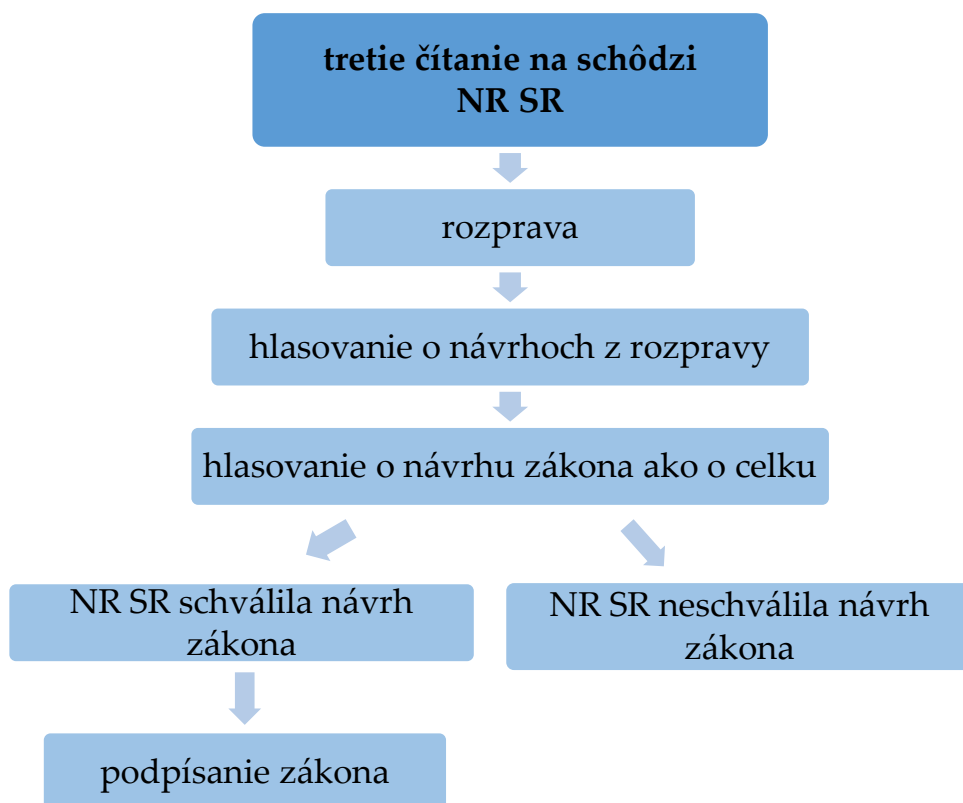 tretie čítanie na schôdzi
NR SR
rozprava
hlasovanie o návrhoch z rozpravy
hlasovanie o návrhu zákona ako o celku
NR SR schválila návrh
zákona
NR SR neschválila návrh
zákona
podpísanie zákona